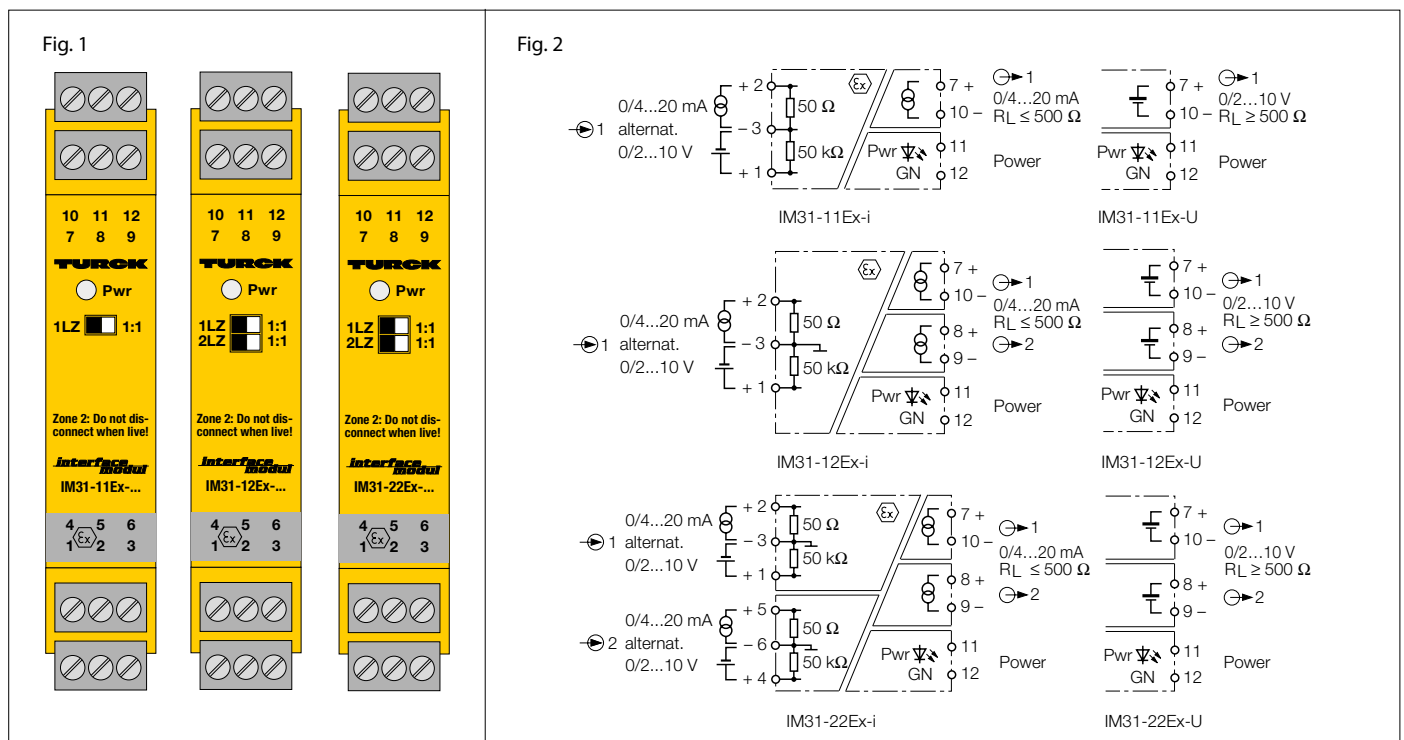 Fig. 1
10 11 12
7 8 9
TURCK
Pwr
1LZ 1:1
Zone 2: Do not dis-
connect when live!
interface
modul
IM31-11Ex-...
4 5 6
Ex
1 2 3
10 11 12
7 8 9
TURCK
Pwr
1LZ 1:1
2LZ 1:1
Zone 2: Do not dis-
connect when live!
interface
modul
IM31-12Ex-...
4 5 6
Ex
1 2 3
10 11 12
7 8 9
TURCK
Pwr
1LZ 1:1
2LZ 1:1
Zone 2: Do not dis-
connect when live!
interface
modul
IM31-22Ex-...
4 5 6
Ex
1 2 3
Fig. 2
0/4...20 mA
1 alternat.
0/2...10 V
+ 2
– 3
+ 1
50 Ω
50 kΩ
Ex
7 +
10 –
1
0/4...20 mA
RL ≤ 500 Ω
Pwr
GN
11
12
Power
IM31-11Ex-i
7 +
10 –
1
0/2...10 V
RL ≥ 500 Ω
Pwr
GN
11
12
Power
IM31-11Ex-U
0/4...20 mA
1 alternat.
0/2...10 V
+ 2
– 3
+ 1
50 Ω
50 kΩ
Ex
7 +
10 –
1
0/4...20 mA
RL ≤ 500 Ω
8 +
9 –
2
Pwr
GN
11
12
Power
IM31-12Ex-i
7 +
10 –
1
0/2...10 V
RL ≥ 500 Ω
8 +
9 –
2
Pwr
GN
11
12
Power
IM31-12Ex-U
0/4...20 mA
1 alternat.
0/2...10 V
+ 2
– 3
+ 1
50 Ω
50 kΩ
Ex
0/4...20 mA
2 alternat.
0/2...10 V
+ 5
– 6
+ 4
50 Ω
50 kΩ
7 +
10 –
1
0/4...20 mA
RL ≤ 500 Ω
8 +
9 –
2
Pwr
GN
11
12
Power
IM31-22Ex-i
7 +
10 –
1
0/2...10 V
RL ≥ 500 Ω
8 +
9 –
2
Pwr
GN
11
12
Power
IM31-22Ex-U